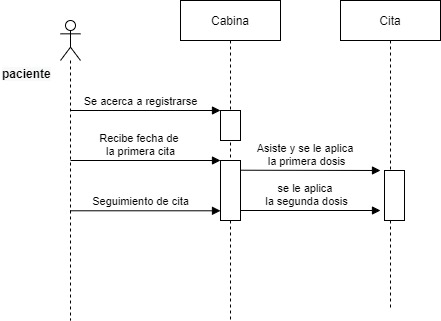 Cabina
Cita
paciente
Se acerca a registrarse
Recibe fecha de
la primera cita
Asiste y se le aplica
la primera dosis
se le aplica
la segunda dosis
Seguimiento de cita